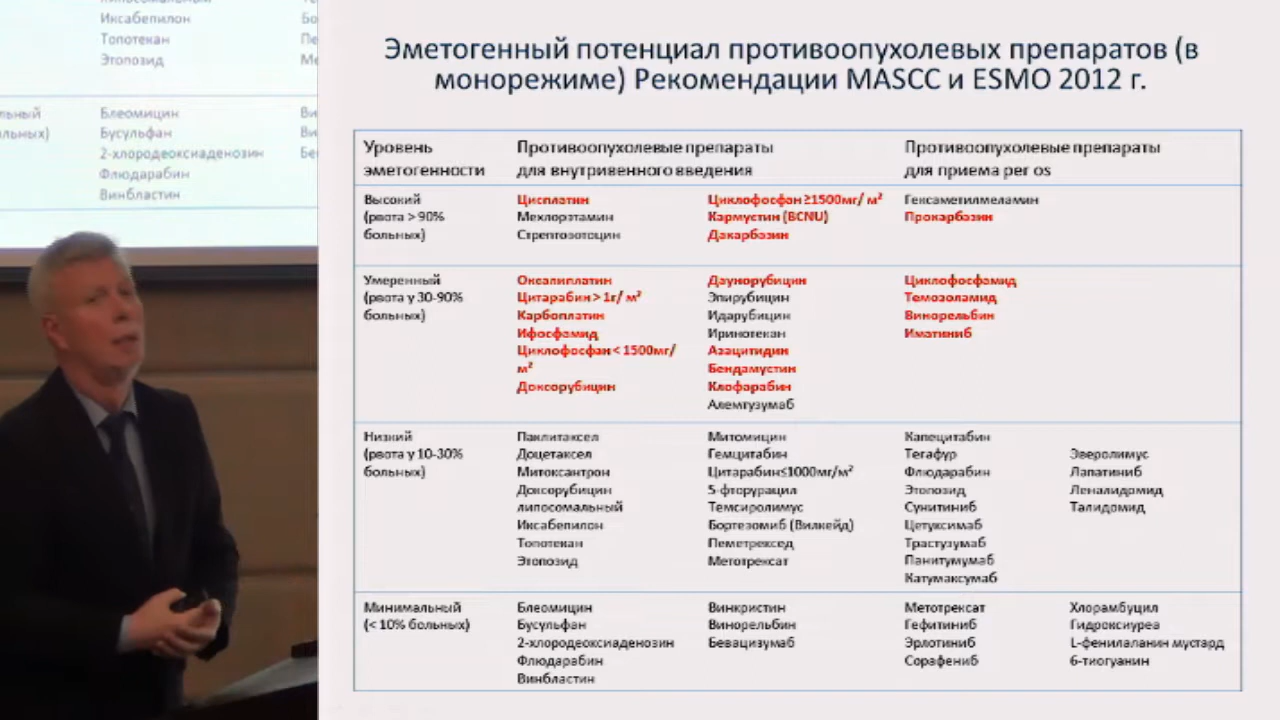 Иксабепилон
Топотекан
Этопозид
Блеомицин
Бусульфан
2-хлородеоксиаденозин
Флюдарабин
Винбластин
Эметогенный потенциал противоопухолевых препаратов (в
монорежиме) Рекомендации MASCC и ESMO 2012 г.
Уровень
эметогенности
Противоопухолевые препараты
для внутривенного введения
Противоопухолевые препараты
для приема per os
Высокий
(рвота > 90%
больных)
Цисплатин
Мехлорэтамин
Стрептозотоцин
Циклофосфан ≥1500мг/ м²
Кармустин (BCNU)
Дакарбазин
Гексаметилмеламин
Прокарбазин
Умеренный
(рвота у 30-90%
больных)
Оксалиплатин
Цитарабин > 1г/ м²
Карбоплатин
Ифосфамид
Циклофосфан < 1500мг/
м²
Доксорубицин
Даунорубицин
Эпирубицин
Идарубицин
Иринотекан
Азацитидин
Бендамустин
Клофарабин
Алемтузумаб
Циклофосфамид
Темозоламид
Винорельбин
Иматиниб
Низкий
(рвота у 10-30%
больных)
Паклитаксел
Доцетаксел
Митоксантрон
Доксорубицин
липосомальный
Иксабепилон
Топотекан
Этопозид
Митомицин
Гемцитабин
Цитарабин≤1000мг/м²
5-фторурацил
Темсиролимус
Бортезомиб (Вилкейд)
Пеметрексед
Метотрексат
Капецитабин
Тегафур
Флюдарабин
Этопозид
Сунитиниб
Цетуксимаб
Трастузумаб
Панитумумаб
Катумаксумаб
Эверолимус
Лапатиниб
Леналидомид
Талидомид
Минимальный
(< 10% больных)
Блеомицин
Бусульфан
2-хлородеоксиаденозин
Флюдарабин
Винбластин
Винкристин
Винорельбин
Бевацизумаб
Метотрексат
Гефитиниб
Эрлотиниб
Сорафениб
Хлорамбуцил
Гидроксиуреа
L-фенилаланин мустард
6-тиогуанин